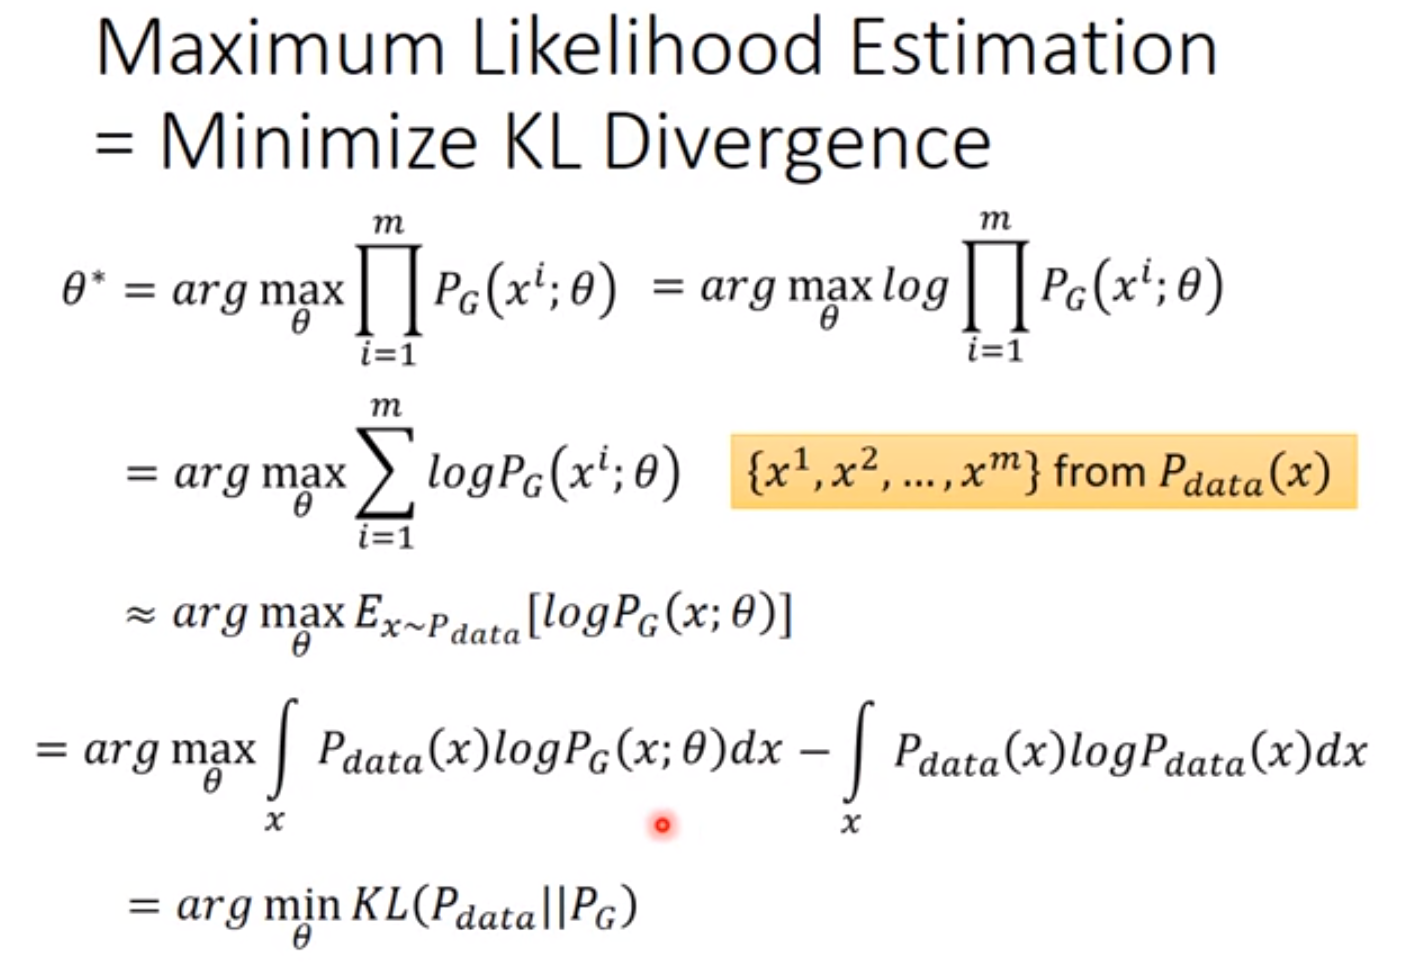 Maximum Likelihood Estimation
= Minimize KL Divergence
θ* = arg max_θ ∏_{i=1}^{m} P_G(x^i; θ) = arg max_θ log ∏_{i=1}^{m} P_G(x^i; θ)
= arg max_θ ∑_{i=1}^{m} logP_G(x^i; θ) {x^1, x^2, …, x^m} from P_data(x)
≈ arg max_θ E_{x~P_data}[logP_G(x; θ)]
= arg max_θ ∫_x P_data(x)logP_G(x; θ)dx − ∫_x P_data(x)logP_data(x)dx
= arg min_θ KL(P_data||P_G)